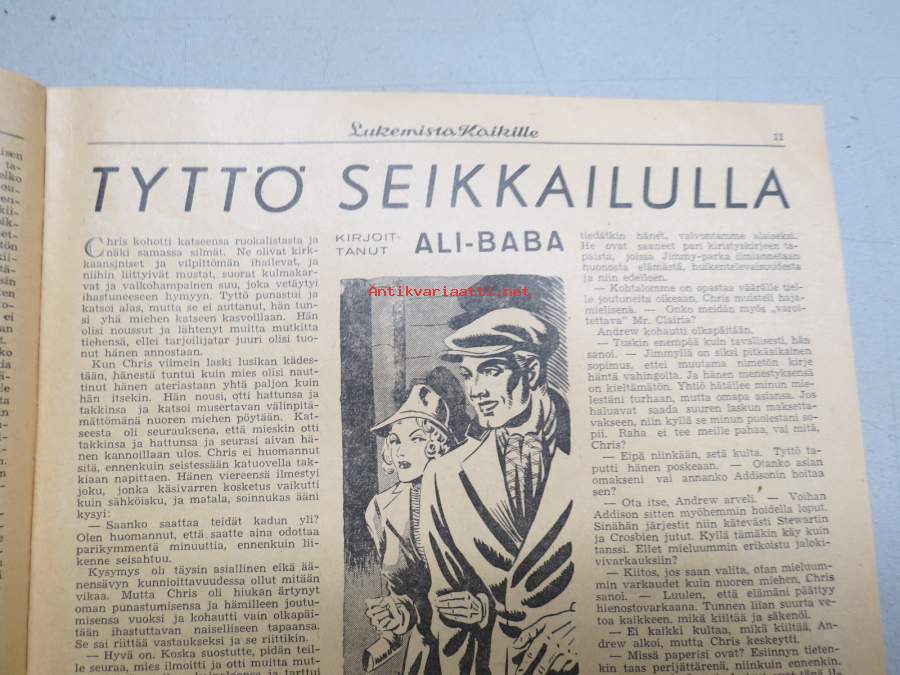 Lukemista Kaikille
11
TYTTÖ SEIKKAILULLA
KIRJOIT-
TANUT
ALI-BABA
Chris kohotti katseensa ruokalistasta ja
näki samassa silmät. Ne olivat kirk-
kaansiniset ja vilpittömän ihailevat, ja
niihin liittyivät mustat, suorat kulmakar-
vat ja valkohampainen suu, joka vetäytyi
ihastuneeseen hymyyn. Tyttö punastui ja
katsoi alas, mutta se ei auttanut, hän tun-
si yhä miehen katseen kasvoillaan. Hän
olisi noussut ja lähtenyt muitta mutkitta
tiehensä, ellei tarjoilijatar juuri olisi tuo-
nut hänen annostaan.
Kun Chris viimein laski lusikan kädes-
tään, hänestä tuntui kuin mies olisi naut-
tinut hänen ateriastaan yhtä paljon kuin
hän itsekin. Hän nousi, otti hattunsa ja
takkinsa ja katsoi musertavan välinpitä-
mättömänä nuoren miehen pöytään. Kat-
seesta oli seurauksena, että mieskin otti
takkinsa ja hattunsa ja seurasi aivan hä-
nen kannoillaan ulos. Chris ei huomannut
sitä, ennenkuin seistessään katuovella tak-
kiaan napittaen. Hänen viereensä ilmestyi
joku, jonka käsivarren kosketus vaikutti
kuin sähköisku, ja matala, soinnukas ääni
kysyi:
— Saanko saattaa teidät kadun yli?
Olen huomannut, että saatte aina odottaa
parikymmentä minuuttia, ennenkuin lii-
kenne seisahtuu.
Kysymys oli täysin asiallinen eikä ää-
nensävyn kunnioittavuudessa ollut mitään
vikaa. Mutta Chris oli hiukan ärtynyt
oman punastumisensa ja hämilleen joutu-
misensa vuoksi ja kohautti vain olkapäi-
tään ihastuttavan naiselliseen tapaansa.
Se sai riittää vastaukseksi ja se riittikin.
— Hyvä on. Koska suostutte, pidän teil-
le seuraa, mies ilmoitti ja otti muitta mut-
Antikvariaatti.net
tiedätkin hänet, valvontamme alaiseksi.
He ovat saaneet pari kiristyskirjeen ta-
paista, joissa Jimmy-parka ilmiannetaan
huonosta elämästä, huikentelevaisuudesta
ja niin edelleen.
— Kohtalomme on opastaa väärälle tiel-
le joutuneita oikeaan, Chris muisteli haja-
mielisenä. — Onko meidän myös „varoi-
tettava” Mr. Clairia?
Andrew kohautti olkapäitään.
— Tuskin enempää kuin tavallisesti, hän
sanoi. — Jimmyllä on siksi pitkäaikainen
sopimus, ettei muutama nimetön kirje
häntä vahingoita. Ja hänen menestyksensä
on kieltämätön. Yhtiö hätäilee minun mie-
lestäni turhaan, mutta omapa asiansa. Jos
haluavat saada suuren laskun maksetta-
vakseen, niin kyllä se minun puolestani so-
pii. Raha ei tee meille pahaa, vai mitä,
Chris?
— Eipä niinkään, setä kulta. Tyttö ta-
putti hänen poskeaan. — Otanko asian
omakseni vai annanko Addisonin hoitaa
sen?
— Ota itse, Andrew arveli. — Voihan
Addison sitten myöhemmin hoidella loput.
Sinähän järjestit niin kätevästi Stewartin
ja Crosbien jutut. Kyllä tämäkin käy kuin
tanssi. Ellet mieluummin erikoistu jaloki-
vivarkauksiin?
— Kiitos, jos saan valita, otan mieluum-
min varkaudet kuin nuoren miehen, Chris
sanoi. — Luulen, että elämäni päättyy
hienostovarkaana. Tunnen liian suurta ve-
toa kaikkeen, mikä kiiltää ja säkenöi.
— Ei kaikki kultaa, mikä kiiltää, An-
drew alkoi, mutta Chris keskeytti.
— Missä paperisi ovat? Esiinnyn tieten-
kin taas perijättärenä, niinkuin ennenkin.